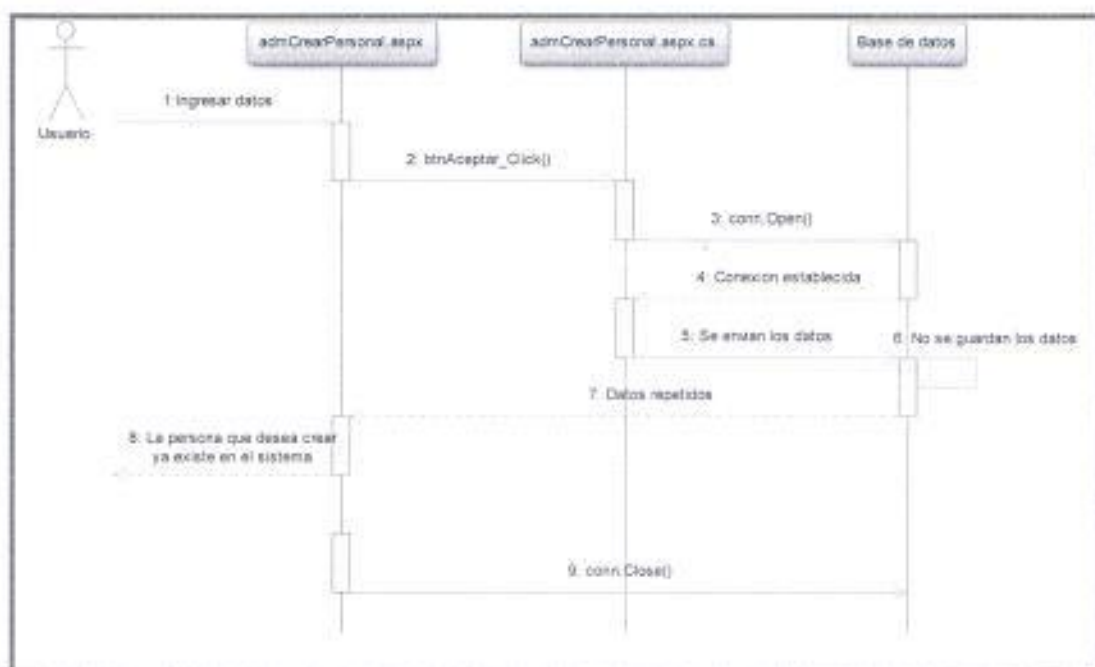 admCrearPersonal.aspx
admCrearPersonal.aspx.cs
Base de datos
Usuario
1 Ingresar datos
2: btnAceptar_Click()
3: conn.Open()
4: Conexion establecida
5: Se envian los datos
6: No se guardan los datos
7: Datos repetidos
8: La persona que desea crear
ya existe en el sistema
9: conn.Close()